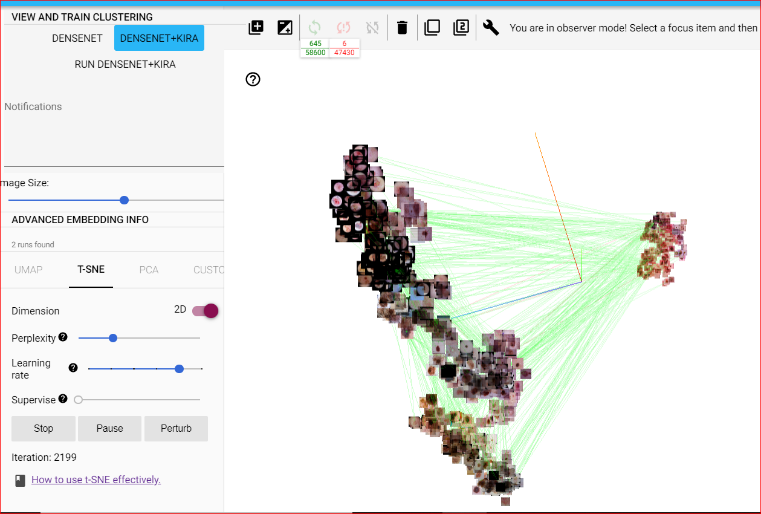 VIEW AND TRAIN CLUSTERING
DENSENET
DENSENET+KIRA
RUN DENSENET+KIRA
Notifications
mage Size:
ADVANCED EMBEDDING INFO
2 runs found
UMAP
T-SNE
PCA
CUSTO
Dimension
2D
Perplexity
Learning
rate
Supervise
Stop
Pause
Perturb
Iteration: 2199
How to use t-SNE effectively.
645
6
58600
47430
2
You are in observer mode! Select a focus item and then